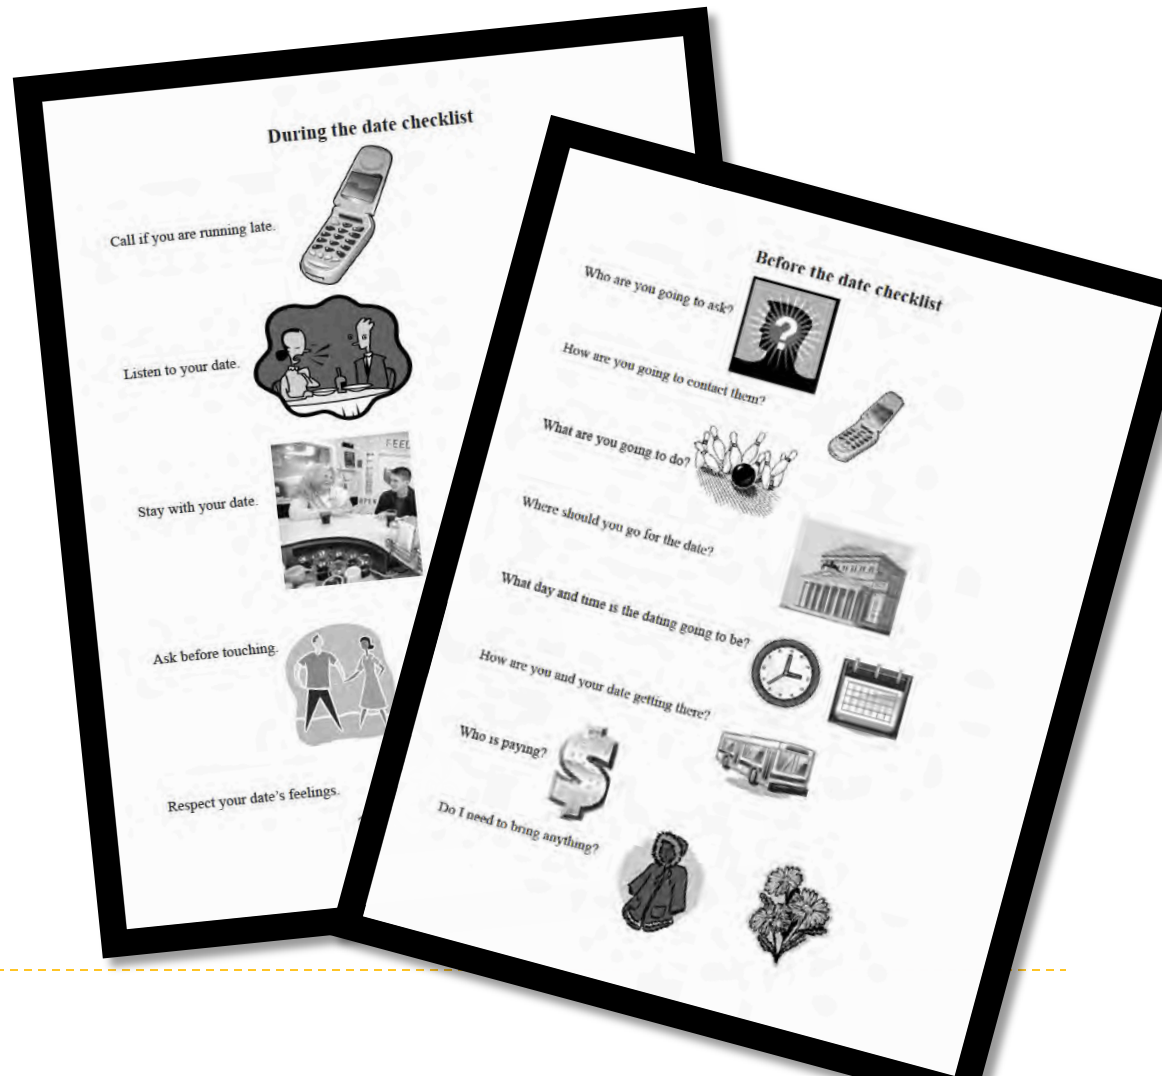 During the date checklist
Call if you are running late.
Listen to your date.
FEEL
OPEN
Stay with your date.
Ask before touching.
Respect your date's feelings.
Before the date checklist
Who are you going to ask?
?
How are you going to contact them?
What are you going to do?
Where should you go for the date?
What day and time is the dating going to be?
How are you and your date getting there?
Who is paying?
$
Do I need to bring anything?